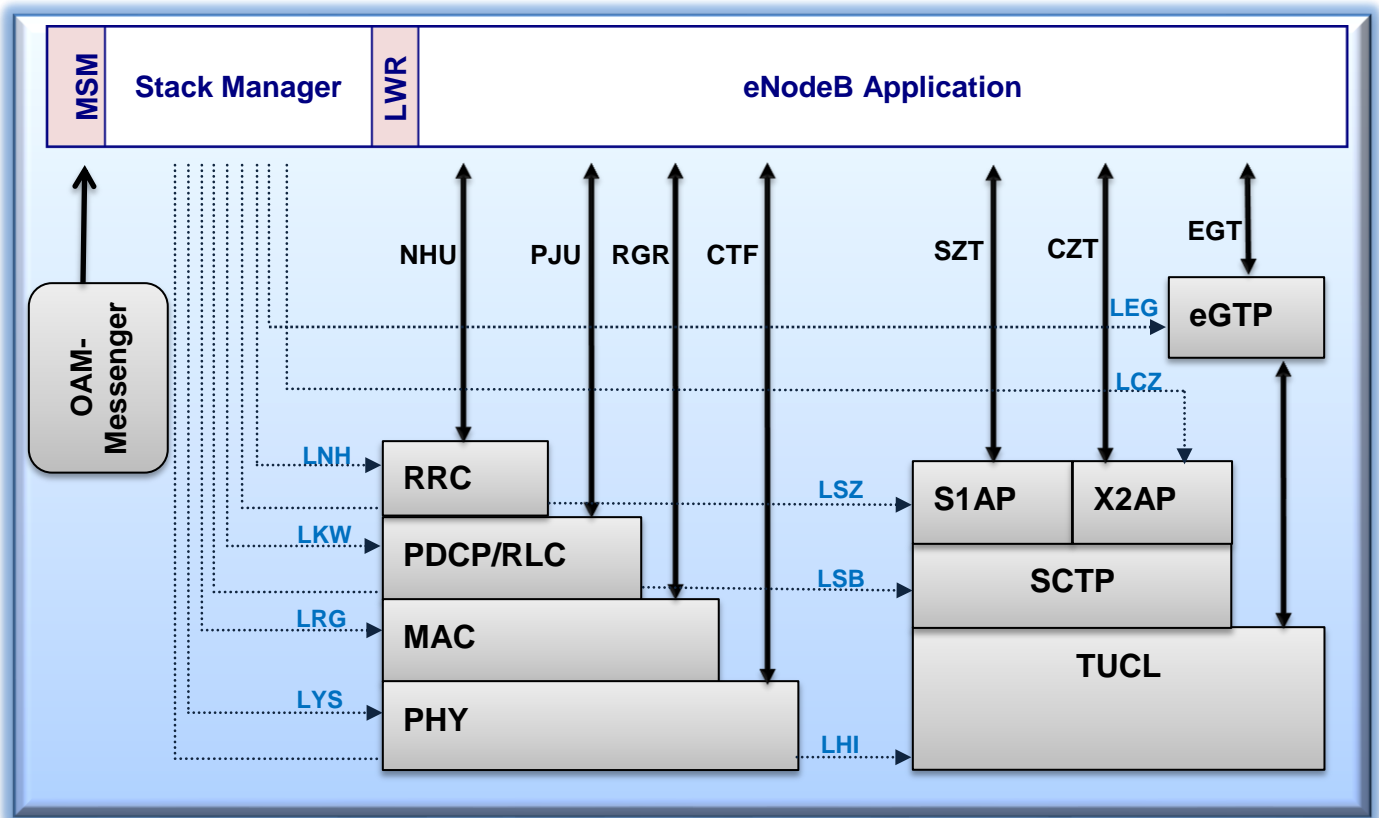 MSM
Stack Manager
LWR
eNodeB Application
NHU
PJU
RGR
CTF
SZT
CZT
EGT
OAM-
Messenger
LEG
eGTP
LCZ
LNH
RRC
LSZ
S1AP
X2AP
LKW
PDCP/RLC
LSB
SCTP
LRG
MAC
TUCL
LYS
PHY
LHI